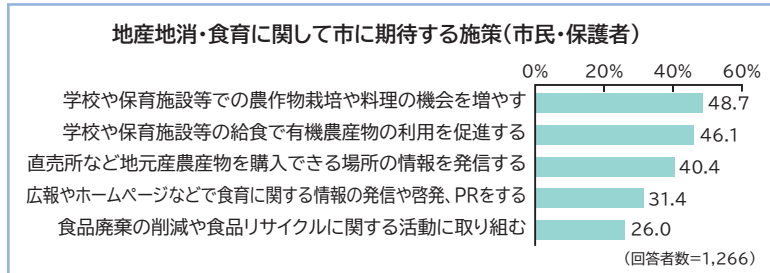 地産地消・食育に関して市に期待する施策(市民・保護者)
0% 20% 40% 60%
学校や保育施設等での農作物栽培や料理の機会を増やす 48.7
学校や保育施設等の給食で有機農産物の利用を促進する 46.1
直売所など地元産農産物を購入できる場所の情報を発信する 40.4
広報やホームページなどで食育に関する情報の発信や啓発、PRをする 31.4
食品廃棄の削減や食品リサイクルに関する活動に取り組む 26.0
(回答者数=1,266)